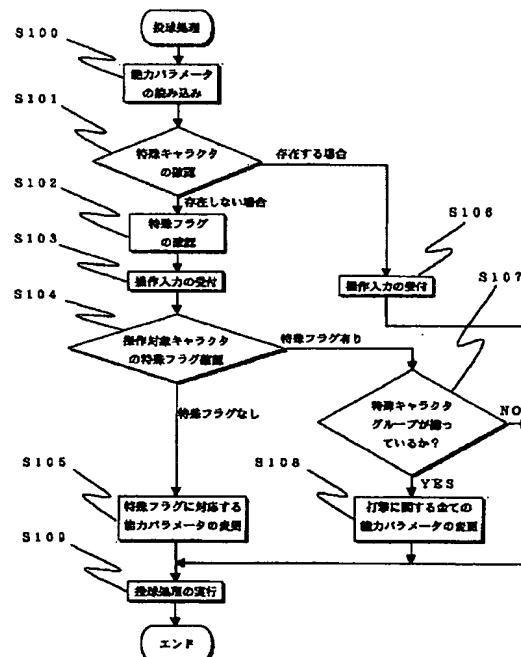 投球処理
S100
能力パラメータ
の読み込み
S101
特殊キャラクタ
の確認
存在する場合
存在しない場合
S102
特殊フラグ
の確認
S103
操作入力の受付
S106
操作入力の受付
S104
操作対象キャラクタ
の特殊フラグ確認
特殊フラグ有り
特殊フラグなし
S107
特殊キャラクタ
グループが揃っ
ているか？
NO
YES
S105
特殊フラグに対応する
能力パラメータの変更
S108
打撃に関する全ての
能力パラメータの変更
S109
投球処理の実行
エンド